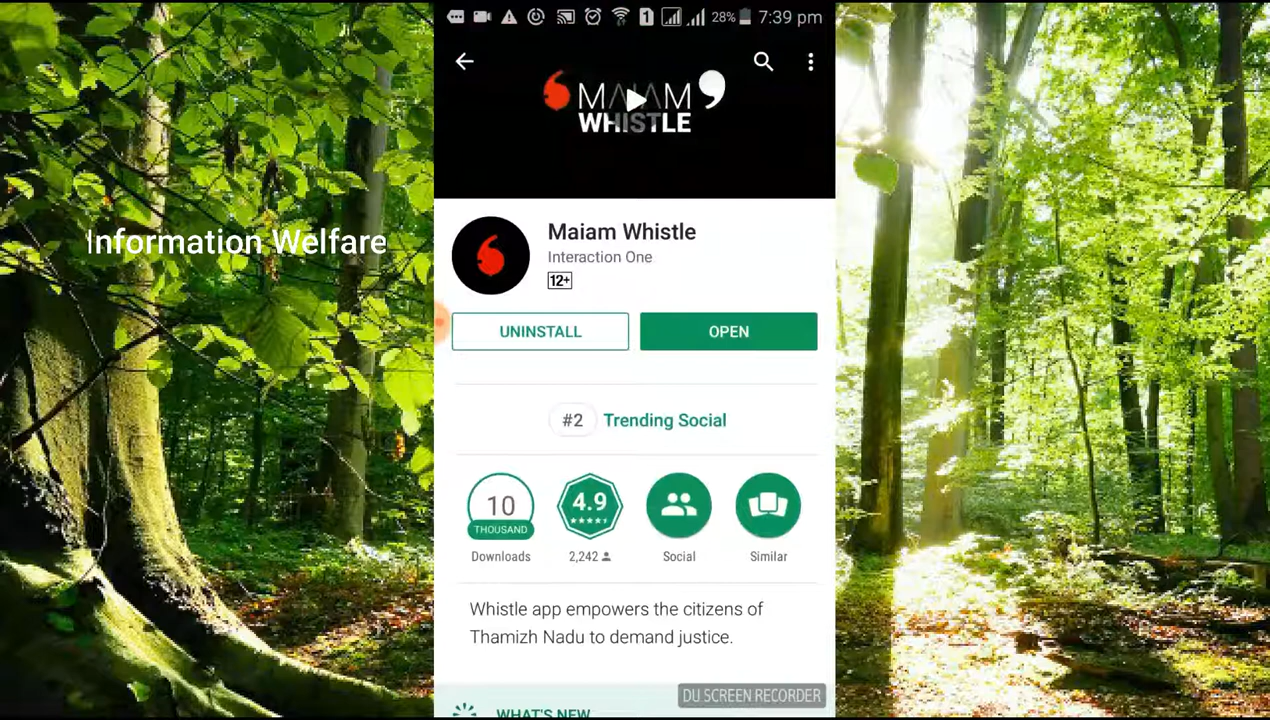 1 28% 7:39 pm
MAIAM
WHISTLE
Information Welfare
Maiam Whistle
Interaction One
12+
UNINSTALL OPEN
#2 Trending Social
10 4.9
THOUSAND
Downloads 2,242 Social Similar
Whistle app empowers the citizens of
Thamizh Nadu to demand justice.
DU SCREEN RECORDER
WHAT'S NEW